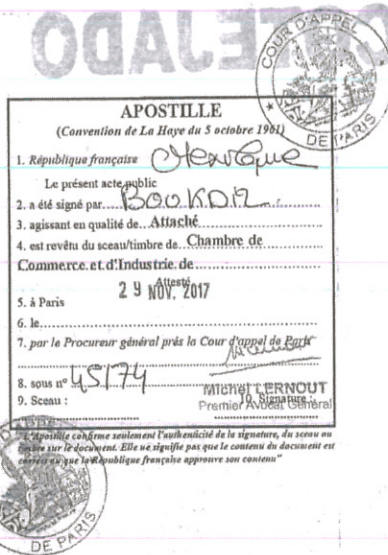 COTEJADO
COUR D'APPEL
DE PARIS
APOSTILLE
(Convention de La Haye du 5 octobre 1961)
1. République française
Le présent acte public
2. a été signé par.....BOUKDIR
3. agissant en qualité de...Attaché
4. est revêtu du sceau/timbre de..Chambre de
Commerce.et.d'Industrie.de
Attesté
5. à Paris 29 NOV. 2017
6. le
7. par le Procureur général près la Cour d'appel de Paris
8. sous n° 45174
MICHEL LERNOUT
9. Sceau : 10. Signature :
Premier Avocat Général
"L'Apostille confirme seulement l'authenticité de la signature, du sceau ou
timbre sur le document. Elle ne signifie pas que le contenu du document est
correct ou que la République française approuve son contenu"
DE PARIS